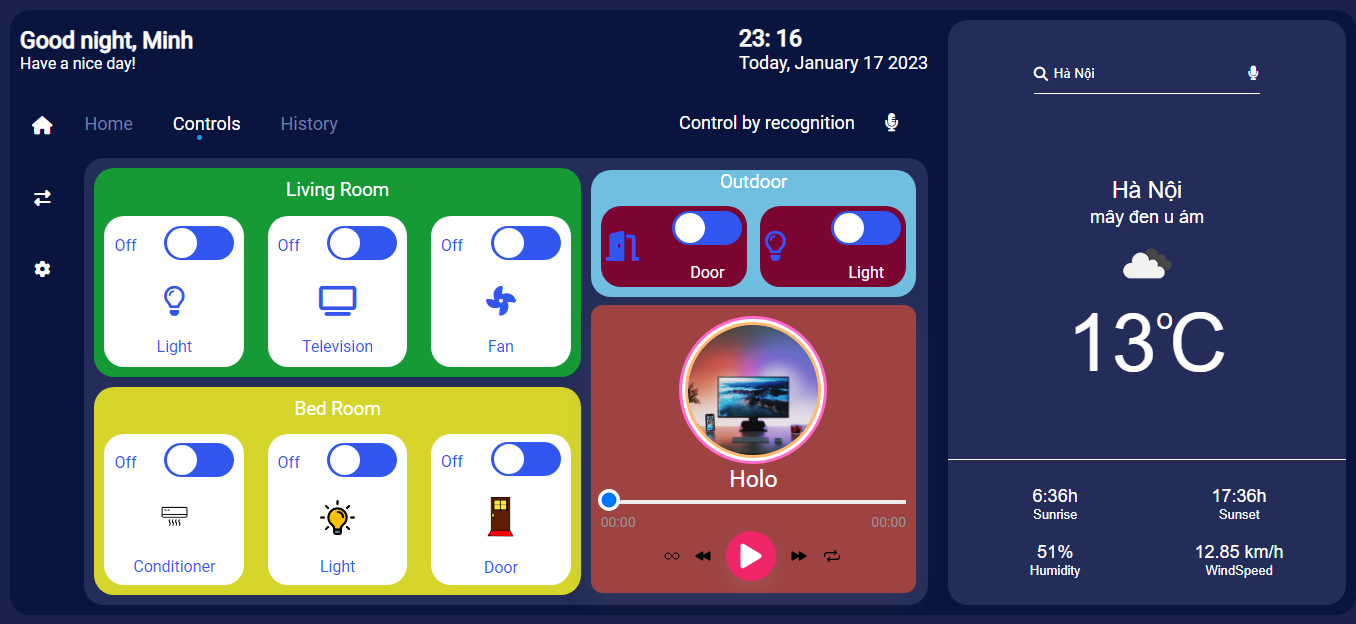 Good night, Minh
Have a nice day!
23: 16
Today, January 17 2023
Home
Controls
History
Control by recognition
Living Room
Off
Off
Off
Light
Television
Fan
Bed Room
Off
Off
Off
Conditioner
Light
Door
Outdoor
Door
Light
Holo
00:00
00:00
Hà Nội
Hà Nội
mây đen u ám
13°C
6:36h
Sunrise
17:36h
Sunset
51%
Humidity
12.85 km/h
WindSpeed